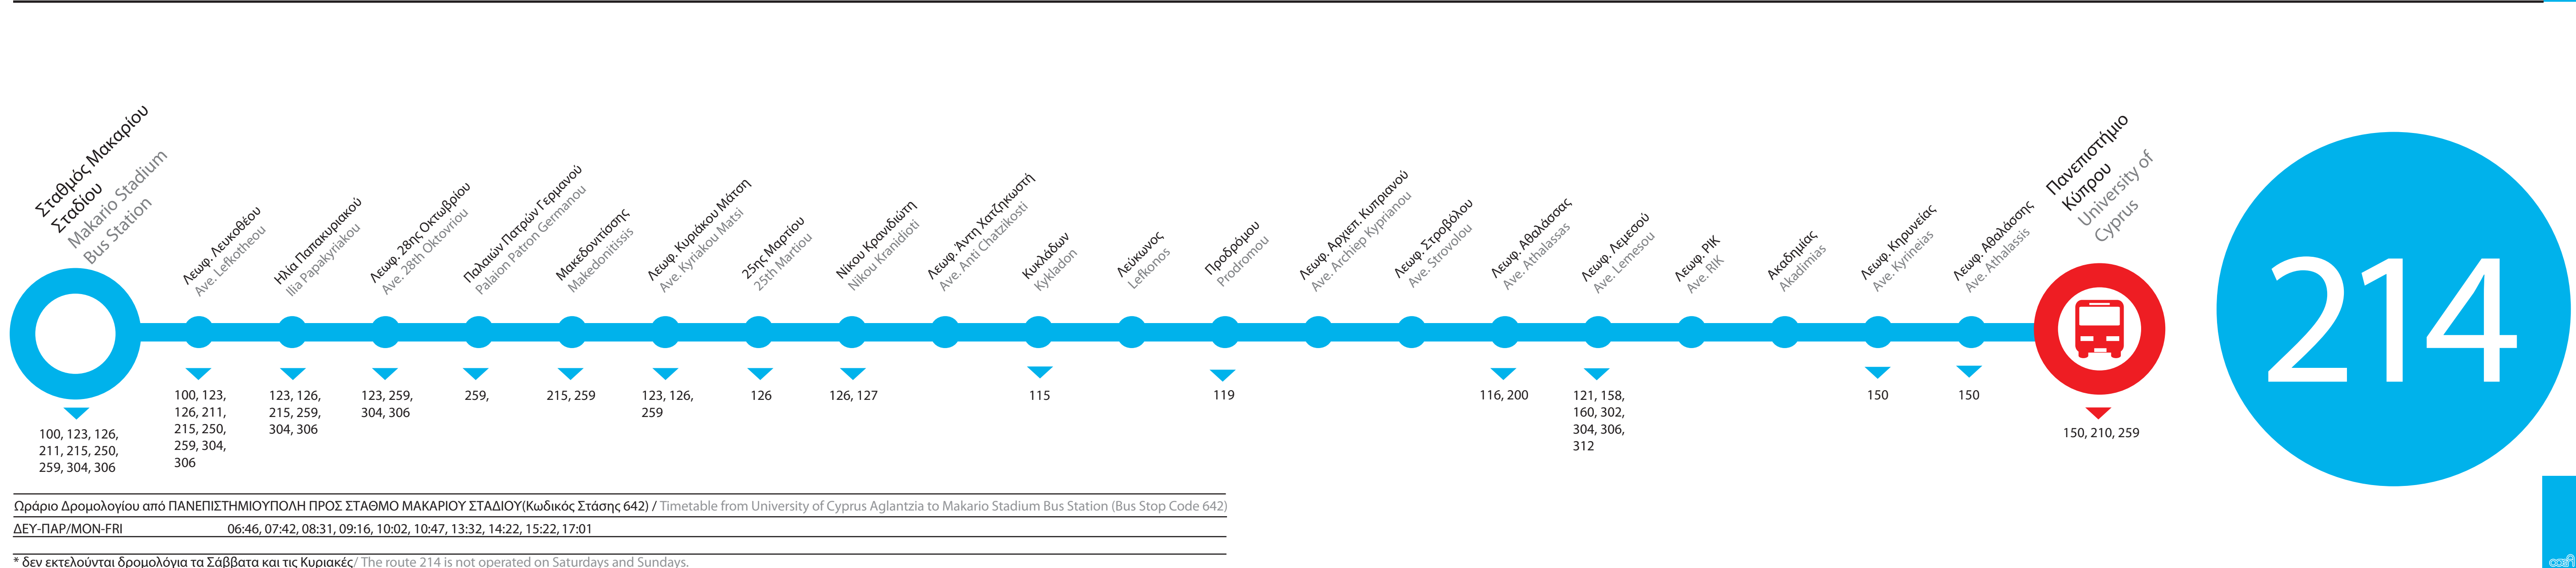 Σταθμός Μακαρίου
Σταδίου
Makario Stadium
Bus Station
Λεωφ. Λευκοθέου
Ave. Lefkotheou
Ηλία Παπακυριακού
Ilia Papakyriakou
Λεωφ. 28ης Οκτωβρίου
Ave. 28th Oktovriou
Παλαιών Πατρών Γερμανού
Palaion Patron Germanou
Μακεδονίτισσης
Makedonitissis
Λεωφ. Κυριάκου Μάτση
Ave. Kyriakou Matsi
25ης Μαρτίου
25th Martiou
Νίκου Κρανιδιώτη
Nikou Kranidioti
Λεωφ. Άντη Χατζηκωστή
Ave. Anti Chatzikosti
Κυκλάδων
Kykladon
Λεύκωνος
Lefkonos
Προδρόμου
Prodromou
Λεωφ. Αρχιεπ. Κυπριανού
Ave. Archiep Kyprianou
Λεωφ. Στροβόλου
Ave. Strovolou
Λεωφ. Αθαλάσσας
Ave. Athalassas
Λεωφ. Λεμεσού
Ave. Lemesou
Λεωφ. ΡΙΚ
Ave. RIK
Ακαδημίας
Akadimias
Λεωφ. Κηρυνείας
Ave. Kyrineias
Λεωφ. Αθαλάσσης
Ave. Athalassis
Πανεπιστήμιο
Κύπρου
University of
Cyprus
214
100, 123, 126,
211, 215, 250,
259, 304, 306
100, 123,
126, 211,
215, 250,
259, 304,
306
123, 126,
215, 259,
304, 306
123, 259,
304, 306
259,
215, 259
123, 126,
259
126
126, 127
115
119
116, 200
121, 158,
160, 302,
304, 306,
312
150
150
150, 210, 259
Ωράριο Δρομολογίου από ΠΑΝΕΠΙΣΤΗΜΙΟΥΠΟΛΗ ΠΡΟΣ ΣΤΑΘΜΟ ΜΑΚΑΡΙΟΥ ΣΤΑΔΙΟΥ(Κωδικός Στάσης 642) / Timetable from University of Cyprus Aglantzia to Makario Stadium Bus Station (Bus Stop Code 642)
ΔΕΥ-ΠΑΡ/MON-FRI 06:46, 07:42, 08:31, 09:16, 10:02, 10:47, 13:32, 14:22, 15:22, 17:01
* δεν εκτελούνται δρομολόγια τα Σάββατα και τις Κυριακές/ The route 214 is not operated on Saturdays and Sundays.